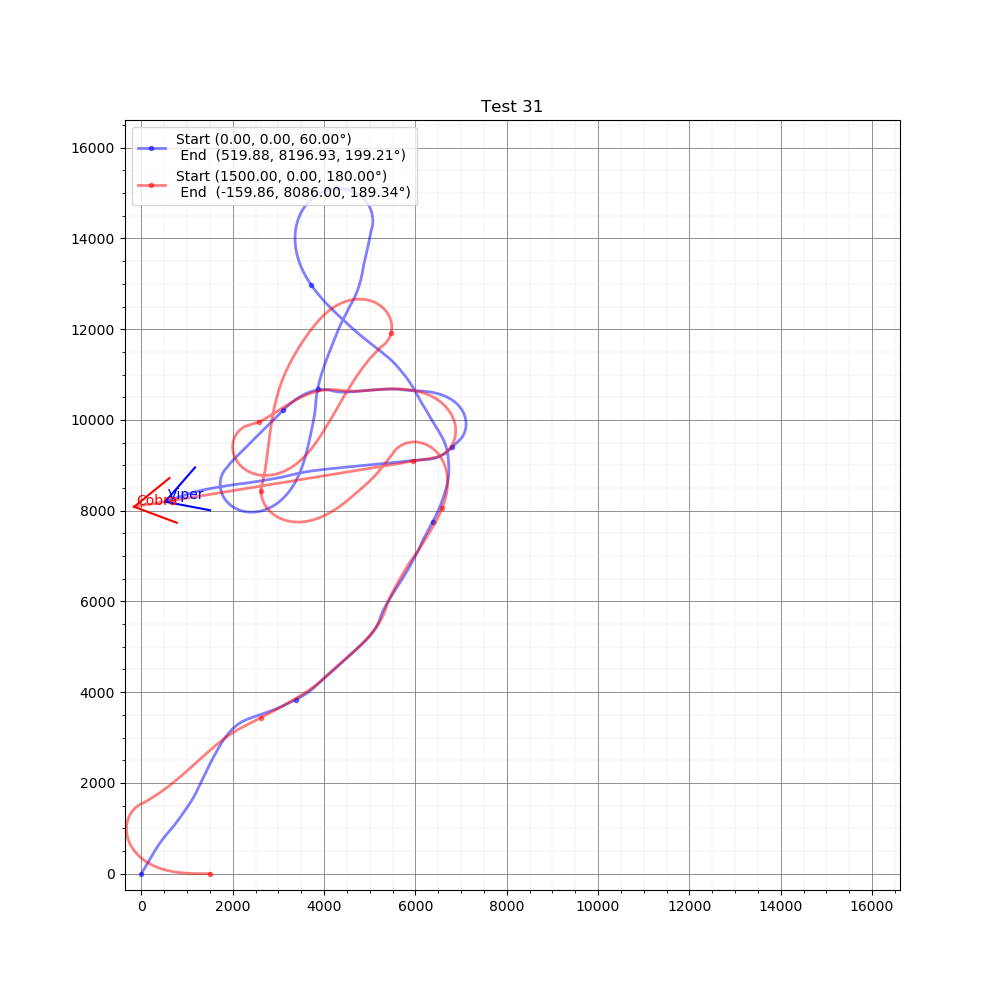 Test 31
Start (0.00, 0.00, 60.00°)
End (519.88, 8196.93, 199.21°)
Start (1500.00, 0.00, 180.00°)
End (-159.86, 8086.00, 189.34°)
16000
14000
12000
10000
8000
6000
4000
2000
0
Cobra
Viper
0 2000 4000 6000 8000 10000 12000 14000 16000